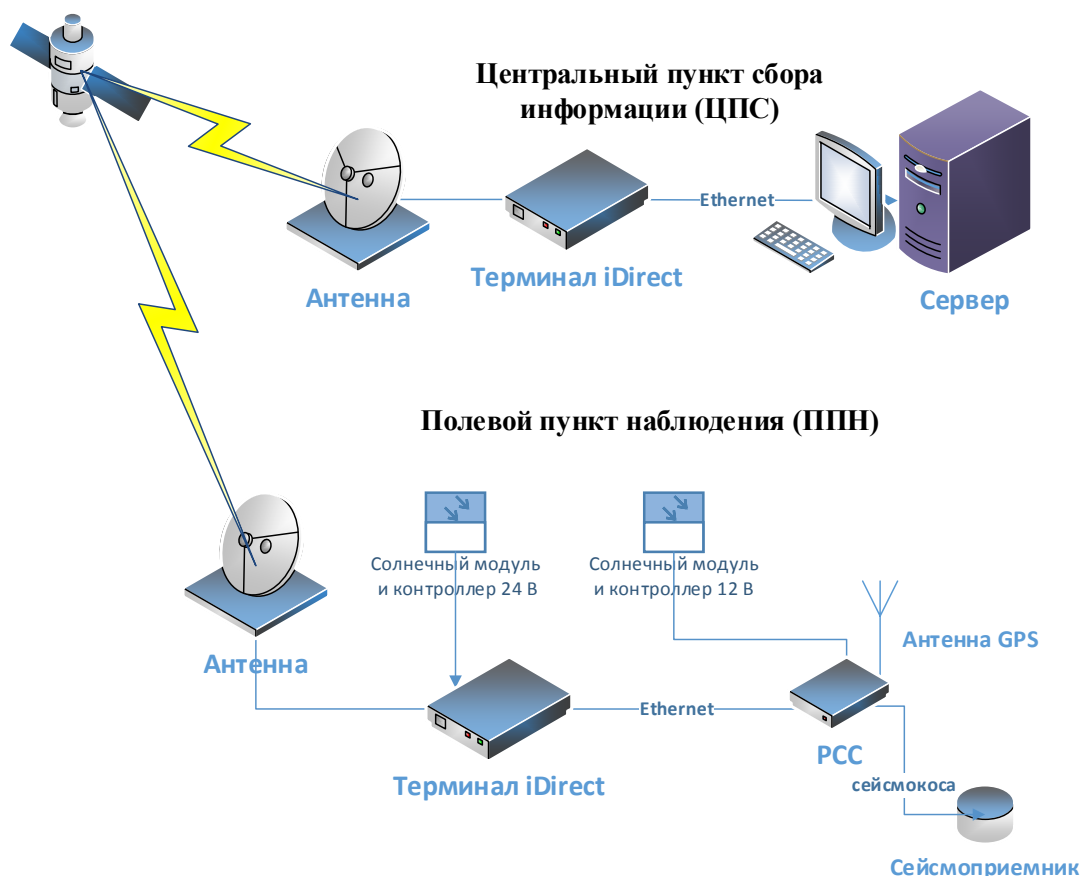 Центральный пункт сбора
информации (ЦПС)
Ethernet
Антенна
Терминал iDirect
Сервер
Полевой пункт наблюдения (ППН)
Солнечный модуль
и контроллер 24 В
Солнечный модуль
и контроллер 12 В
Антенна GPS
Антенна
Ethernet
РСС
Терминал iDirect
сейсмокоса
Сейсмоприемник